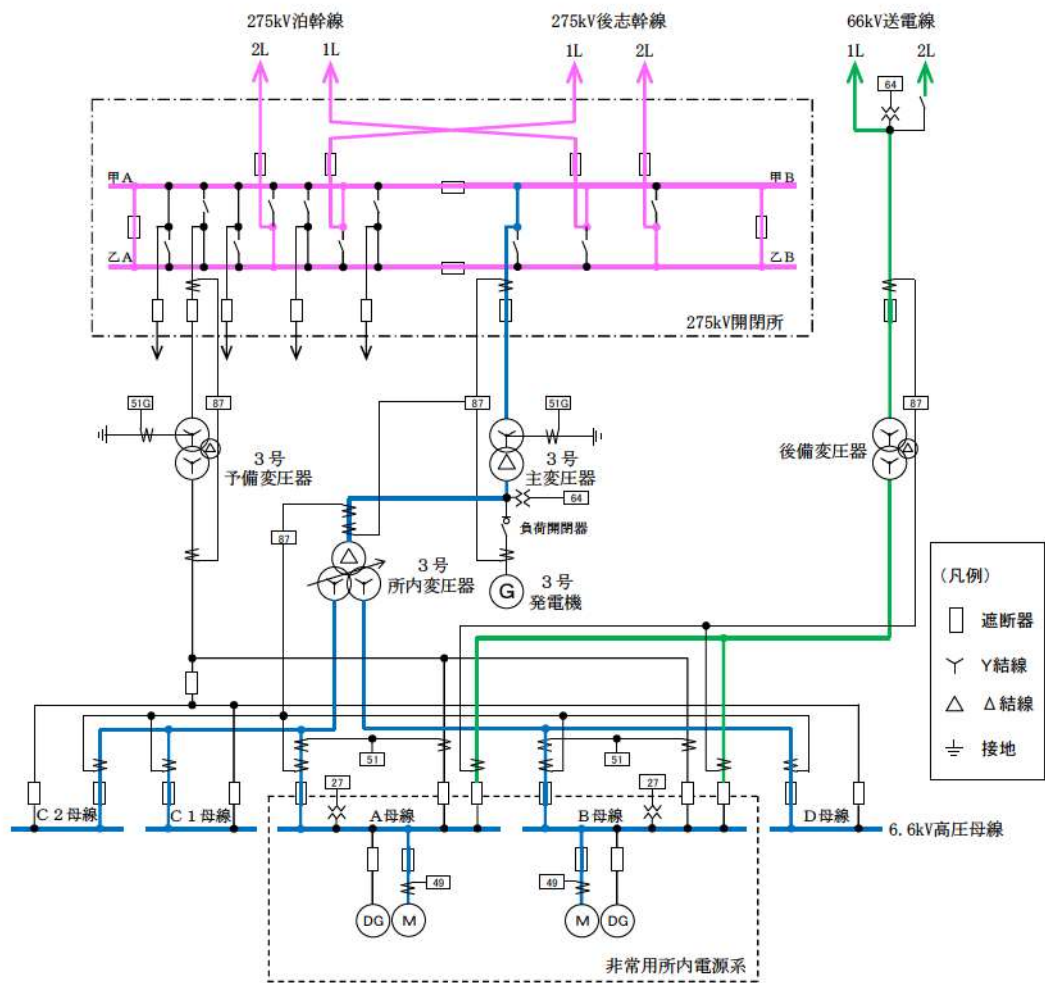 275kV泊幹線
275kV後志幹線
66kV送電線
2L
1L
1L
2L
1L
2L
64
甲A
甲B
乙A
乙B
275kV開閉所
51G
87
87
51G
87
3号
予備変圧器
3号
主変圧器
後備変圧器
64
87
負荷開閉器
3号
所内変圧器
G
3号
発電機
(凡例)
遮断器
Y結線
Δ結線
接地
51
51
27
27
C2母線
C1母線
A母線
B母線
D母線
6.6kV高圧母線
49
49
DG
M
M
DG
非常用所内電源系